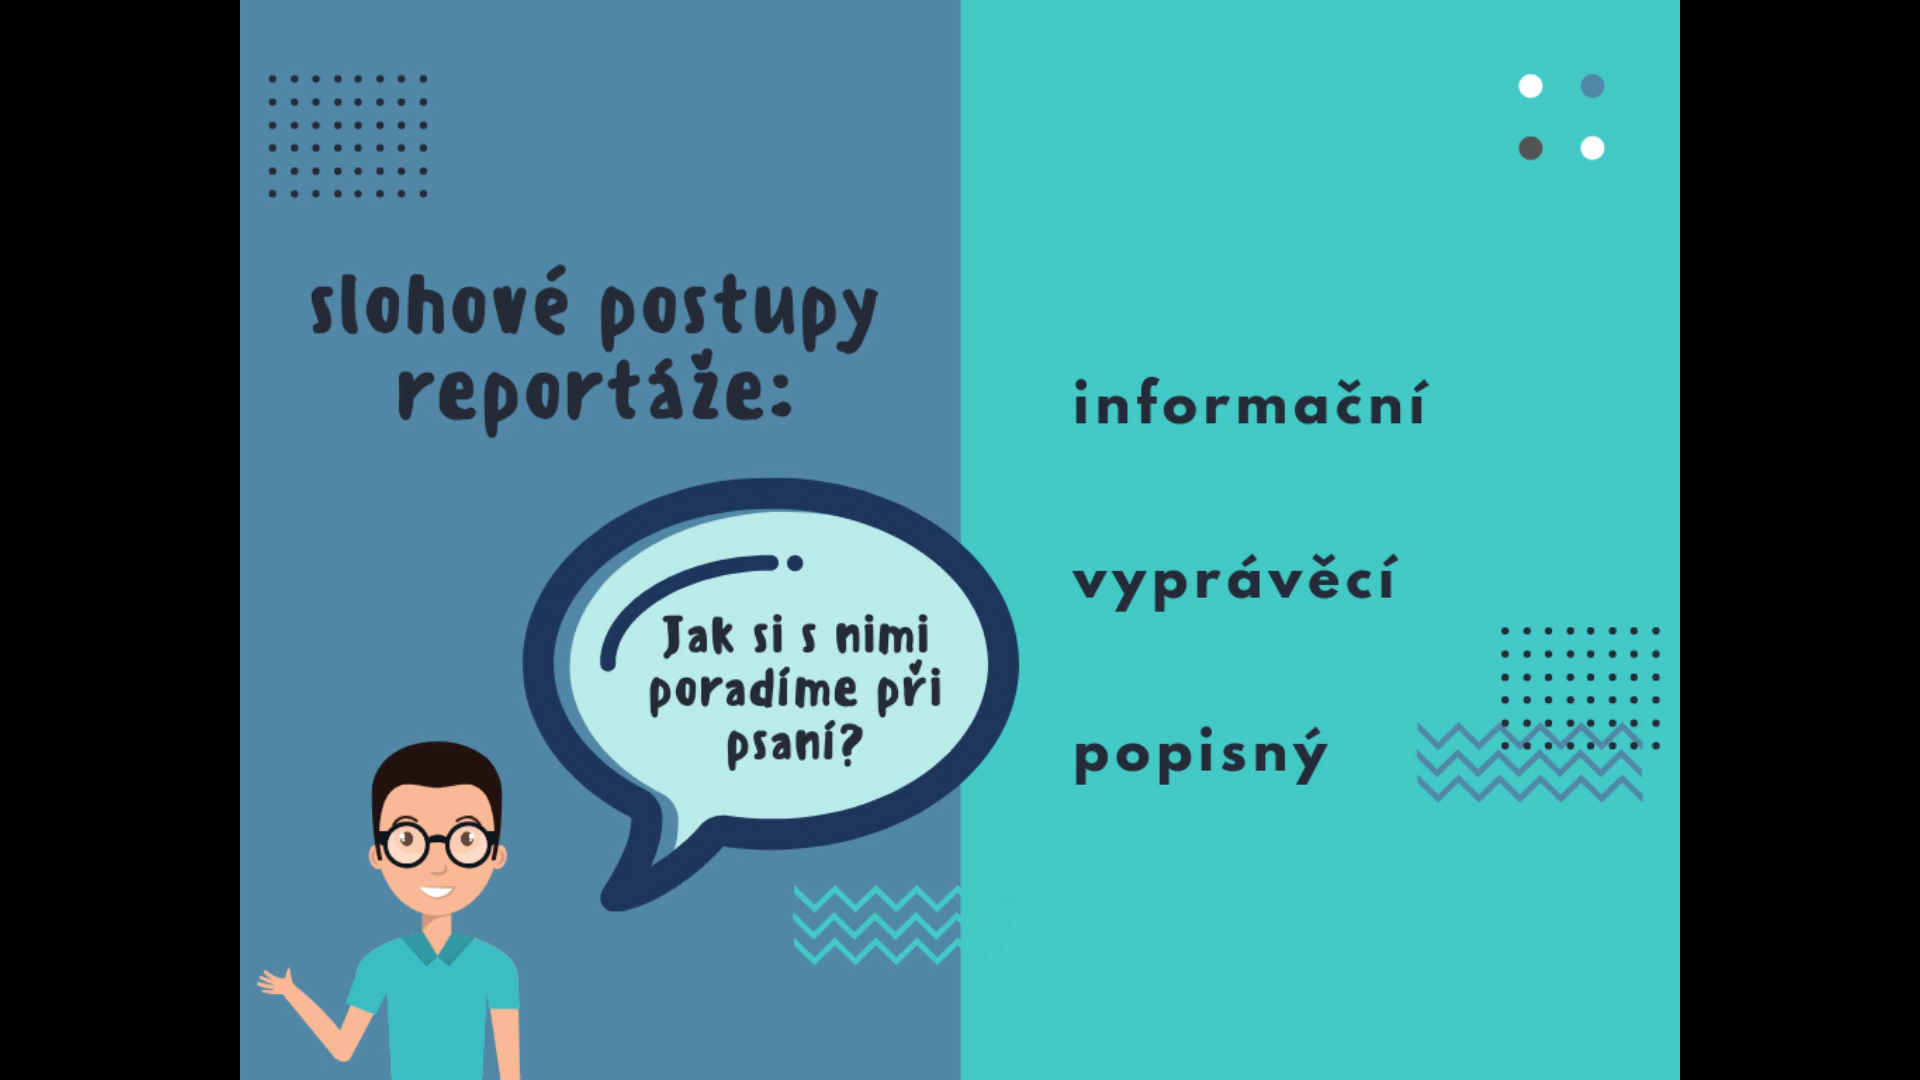 slohové postupy
reportáže:
Jak si s nimi
poradíme při
psaní?
informační
vyprávěcí
popisný